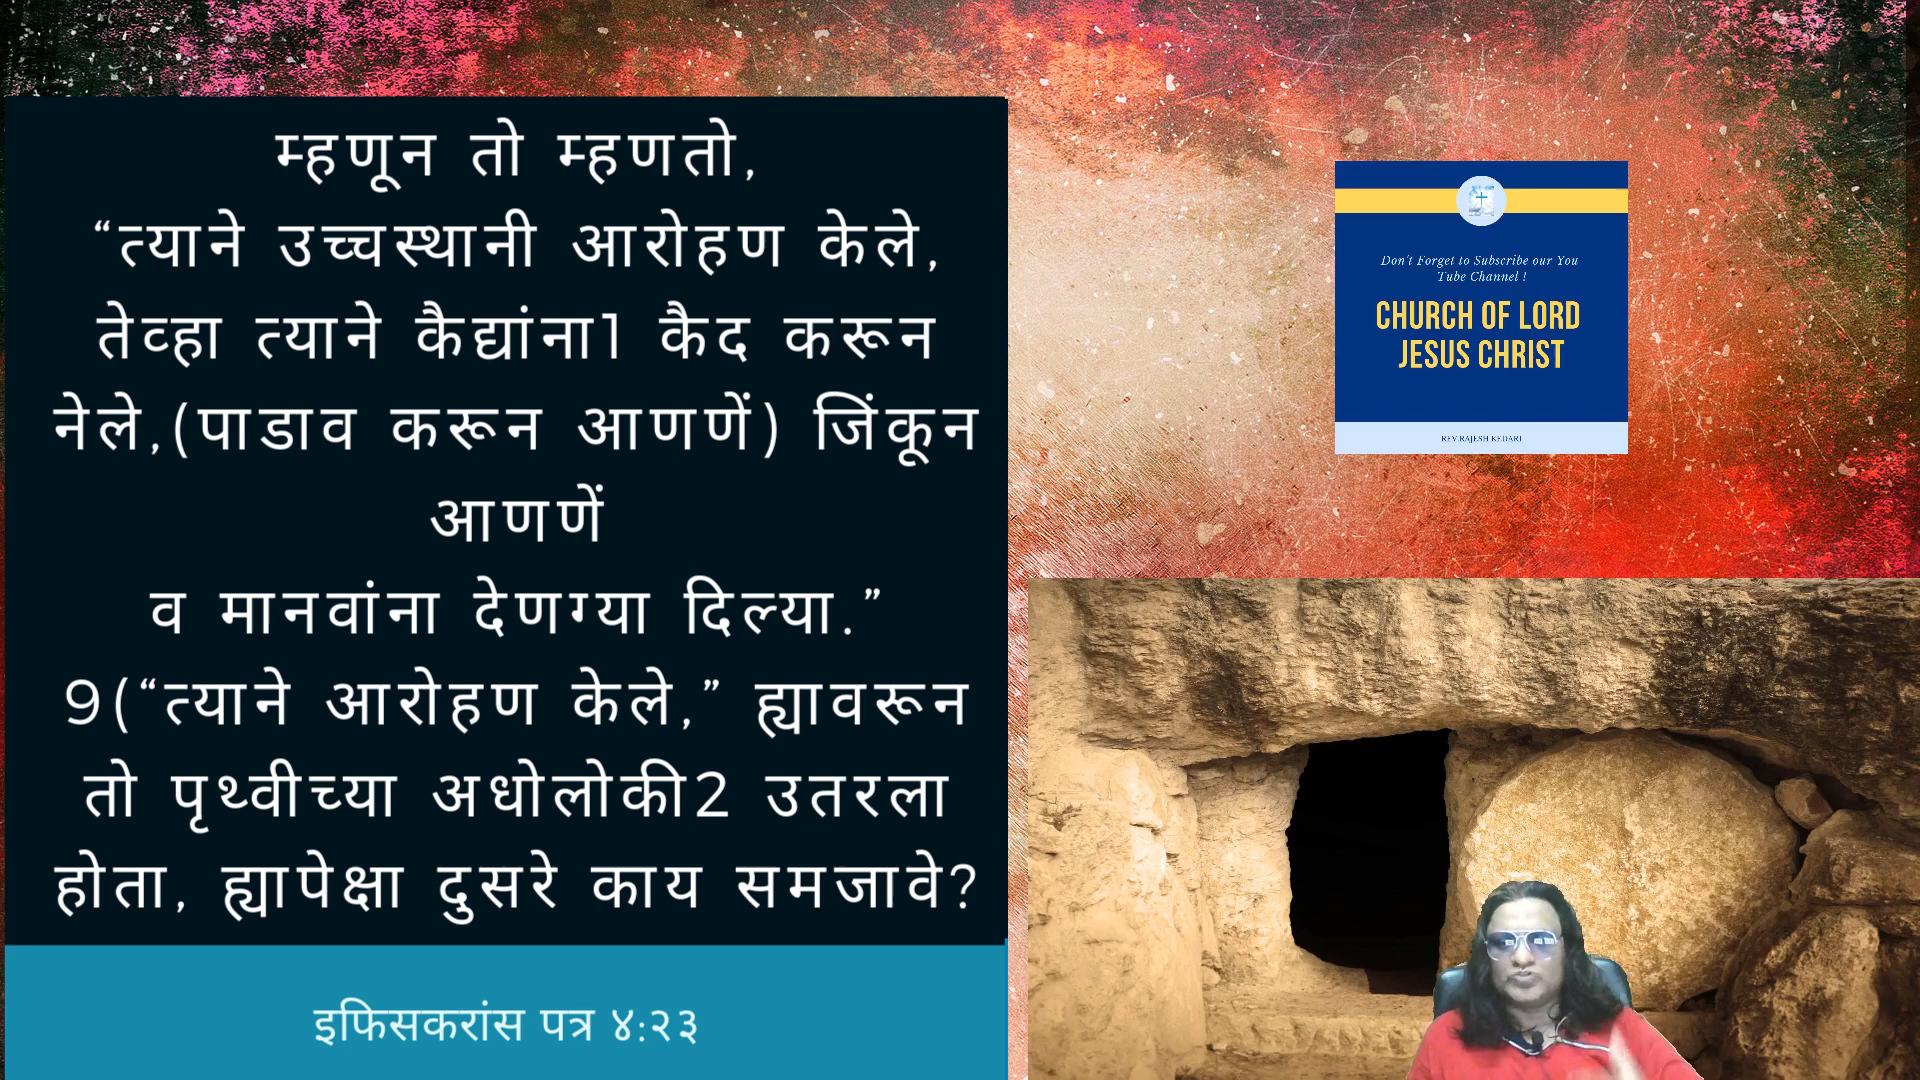 म्हणून तो म्हणतो,
“त्याने उच्चस्थानी आरोहण केले,
तेव्हा त्याने कैद्यांना1 कैद करून
नेले,(पाडाव करून आणणें) जिंकून
आणणें
व मानवांना देणग्या दिल्या.”
9(“त्याने आरोहण केले,” ह्यावरून
तो पृथ्वीच्या अधोलोकी2 उतरला
होता, ह्यापेक्षा दुसरे काय समजावे?
इफिसकरांस पत्र ४:२३
Don't Forget to Subscribe our You
Tube Channel !
CHURCH OF LORD
JESUS CHRIST
REV.RAJESH KEDARI